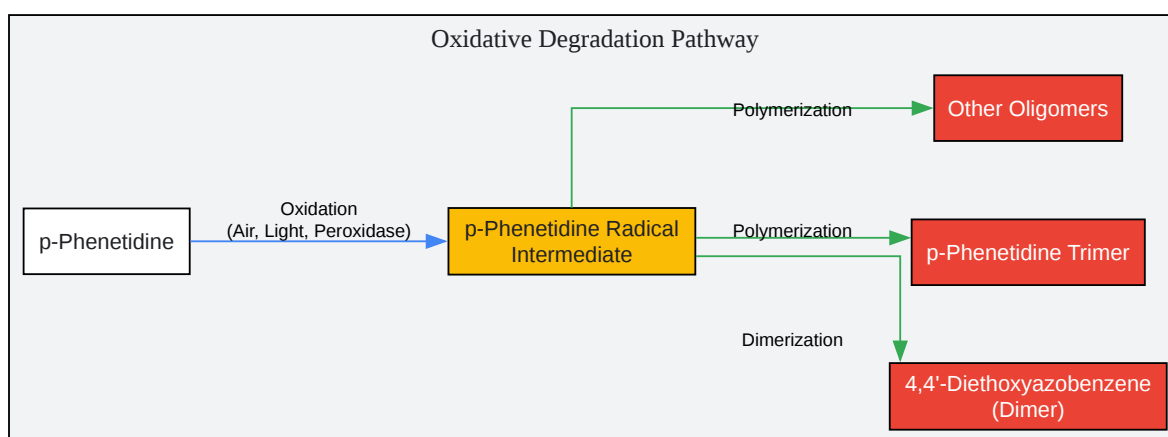 Oxidative Degradation Pathway
Polymerization
Other Oligomers
p-Phenetidine
Oxidation
(Air, Light, Peroxidase)
p-Phenetidine Radical
Intermediate
Polymerization
p-Phenetidine Trimer
Dimerization
4,4'-Diethoxyazobenzene
(Dimer)